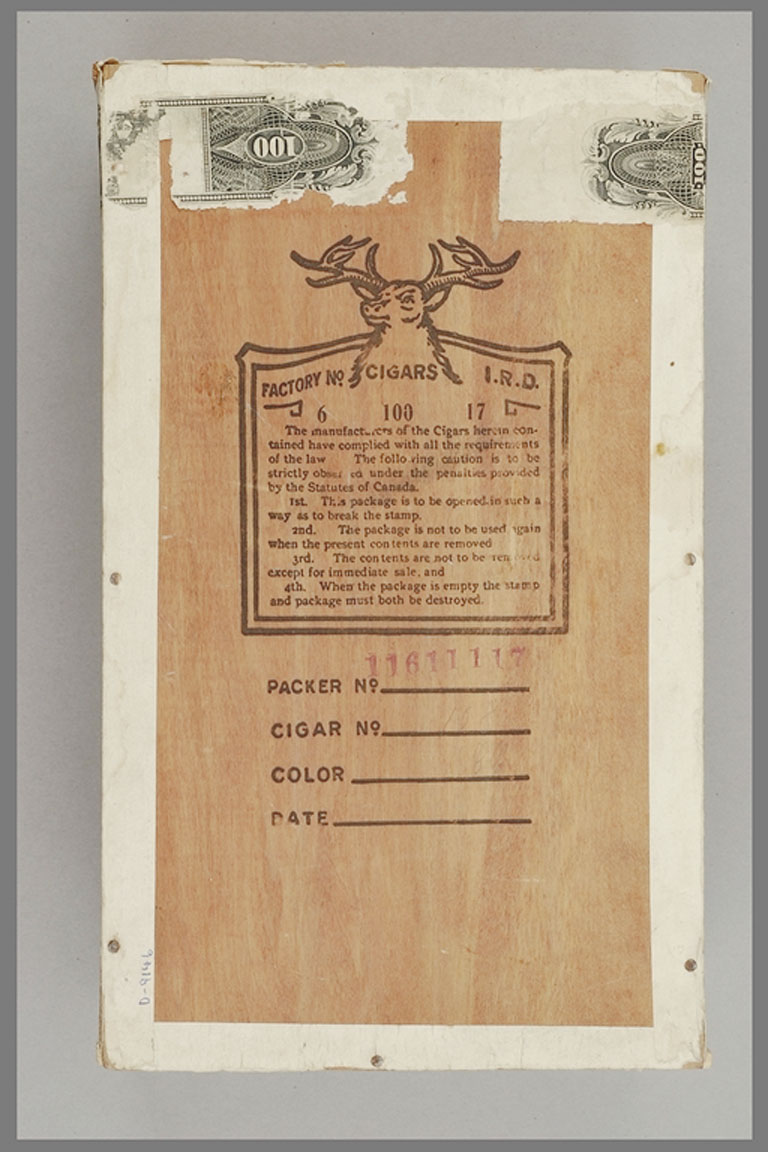 100
100
FACTORY Nº CIGARS I.R.D.
6 100 17
The manufacturers of the Cigars herein con-
tained have complied with all the requirements
of the law The following caution is to be
strictly observed under the penalties provided
by the Statutes of Canada.
1st. This package is to be opened in such a
way as to break the stamp.
2nd. The package is not to be used again
when the present contents are removed
3rd. The contents are not to be removed
except for immediate sale, and
4th. When the package is empty the stamp
and package must both be destroyed.
11611117
PACKER Nº
CIGAR Nº
COLOR
DATE
D-9146